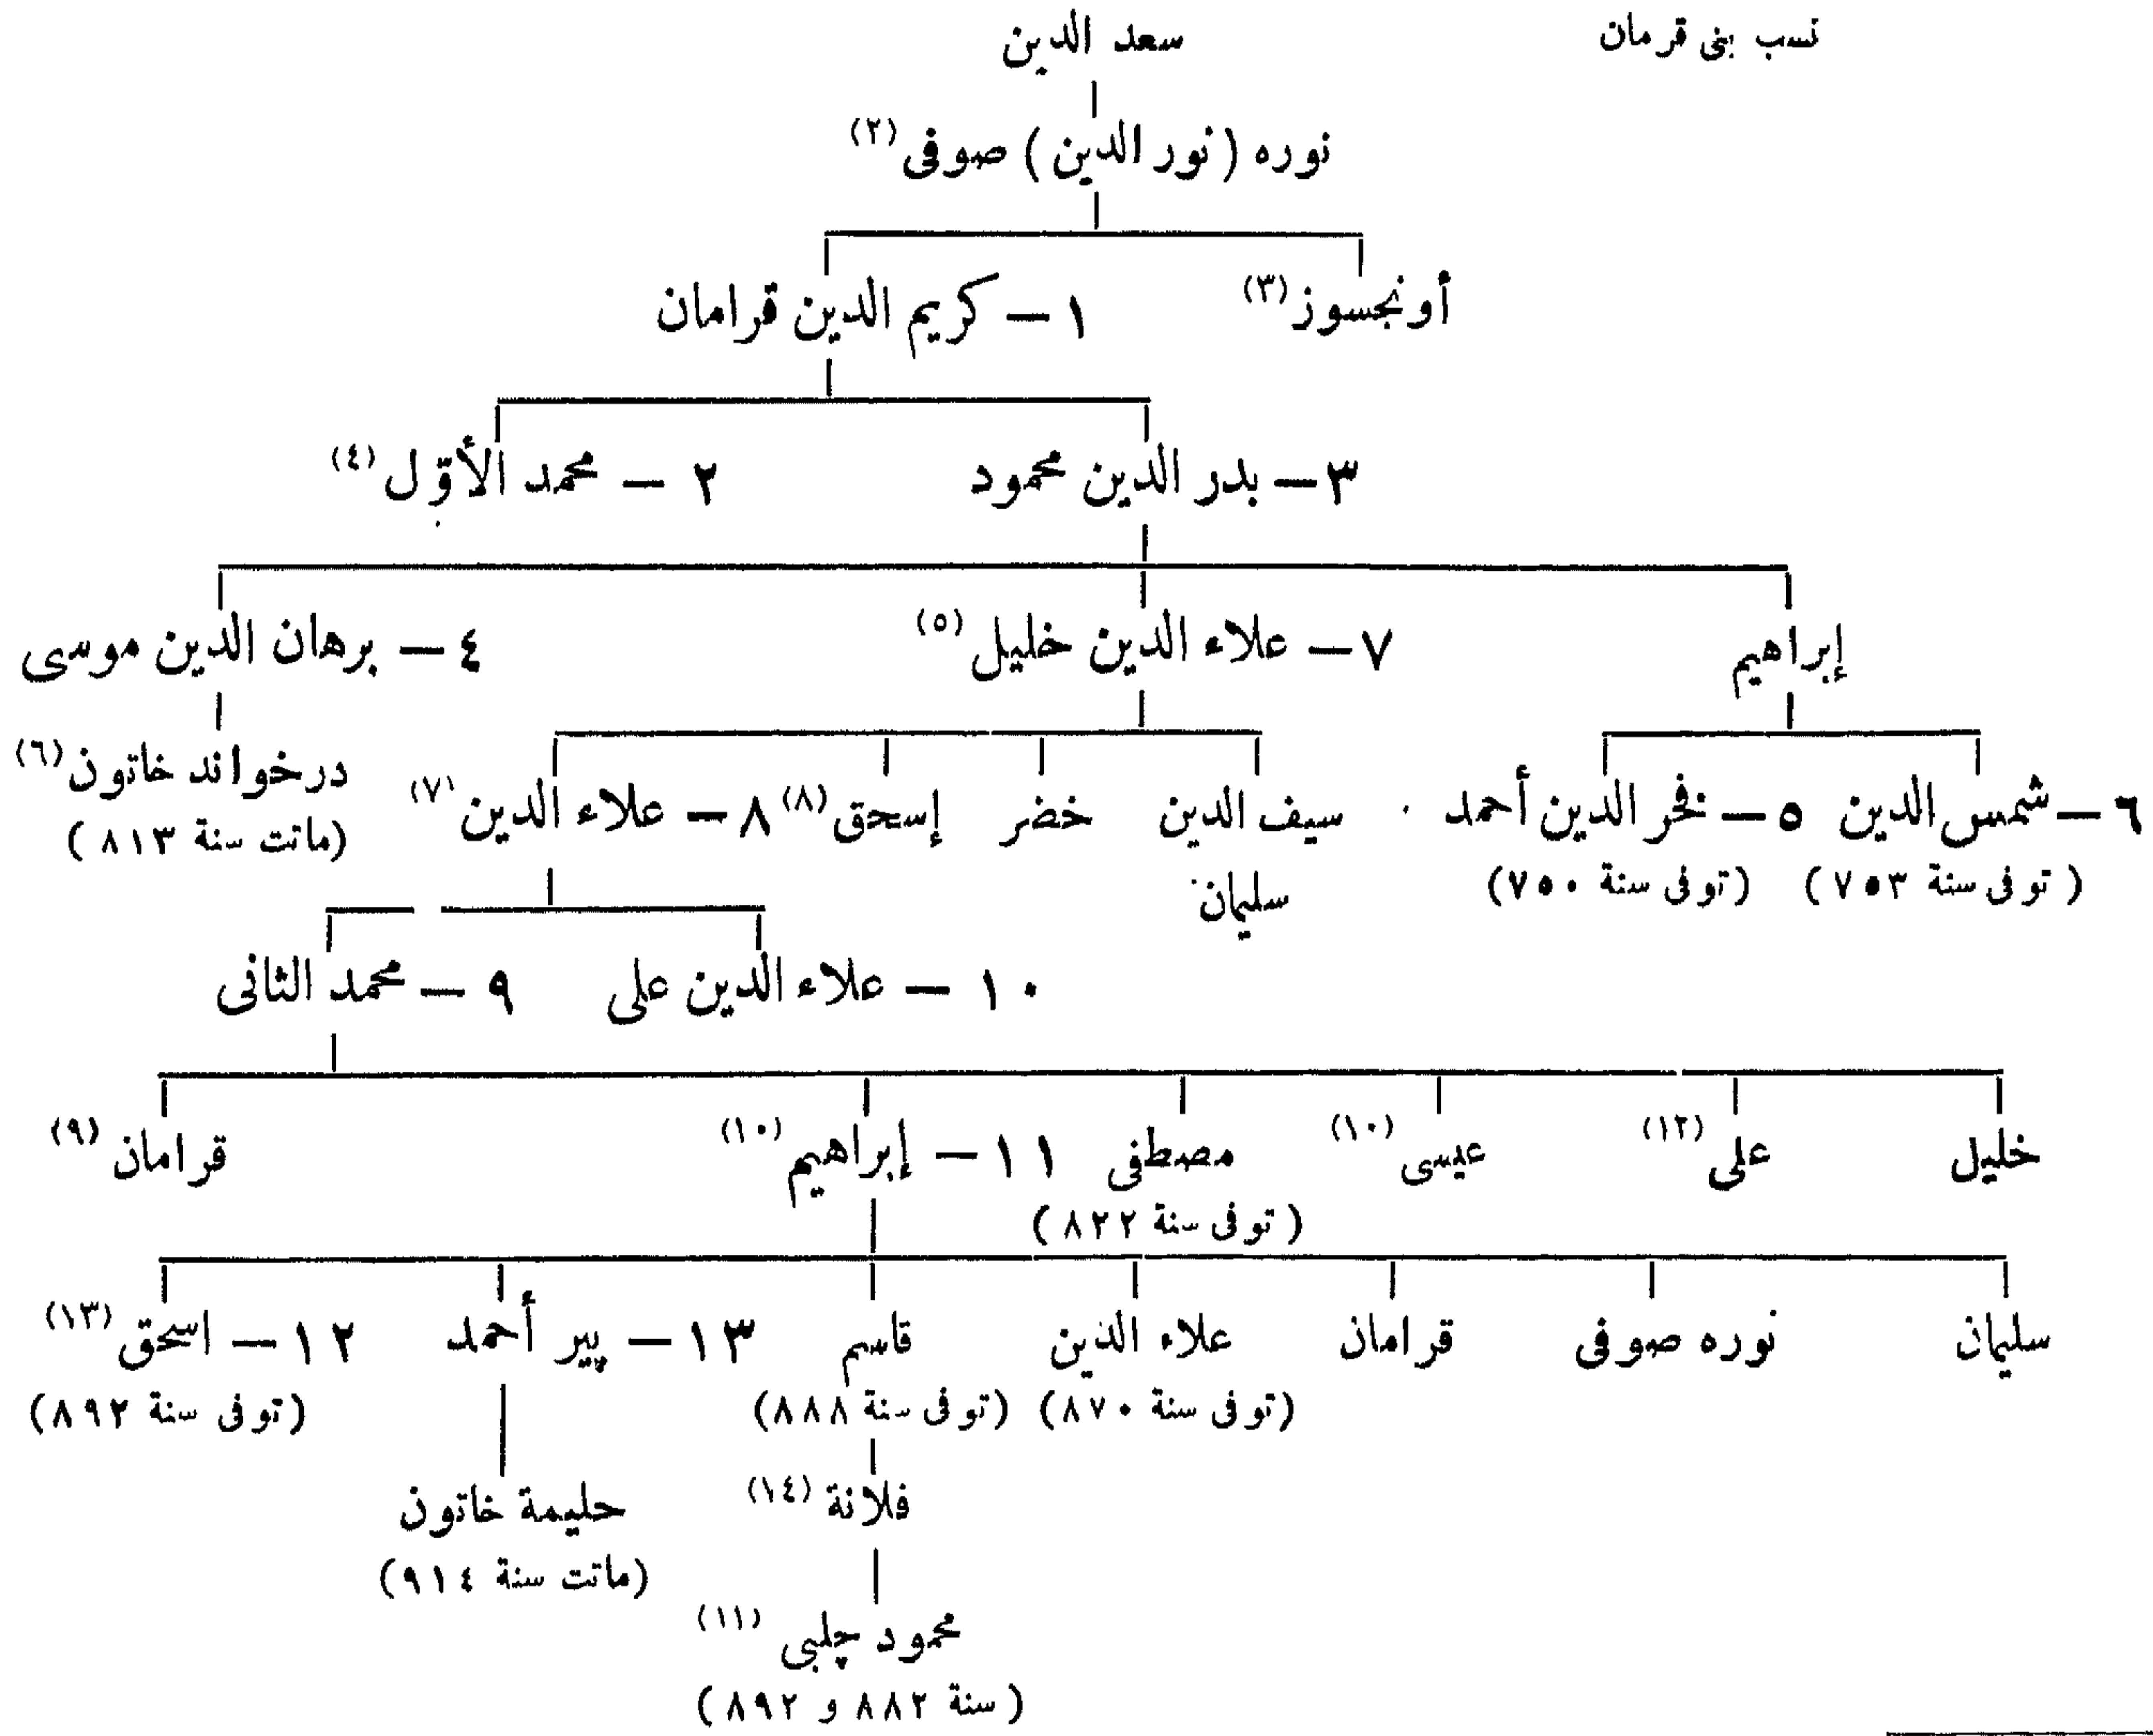 نسب بنى قرمان
سعد الدين
نوره (نور الدين) صوفى (٢)
أونجسوز (٣) ١ – كريم الدين قرامان
٣ – بدر الدين محمود ٢ – محمد الأوّل (٤)
إبراهيم ٧ – علاء الدين خليل (٥) ٤ – برهان الدين موسى
٦ – شمس الدين ٥ – فخر الدين أحمد سيف الدين خضر إسحق (٨) ٨ – علاء الدين (٧) درخواند خاتون (٦)
(توفى سنة ٧٥٣) (توفى سنة ٧٥٠) سليمان (ماتت سنة ٨١٣)
١٠ – علاء الدين على ٩ – محمد الثانى
خليل على (١٢) عيسى (١٠) مصطفى ١١ – إبراهيم (١٠) قرامان (٩)
(توفى سنة ٨٢٢)
سليمان نوره صوفى قرامان علاء الدين قاسم ١٣ – پير أحمد ١٢ – اسحق (١٣)
(توفى سنة ٨٧٠) (توفى سنة ٨٨٨) (توفى سنة ٨٩٢)
فلانة (١٤) حليمة خاتون
(ماتت سنة ٩١٤)
محمود چلبى (١١)
(سنة ٨٨٢ و ٨٩٢)